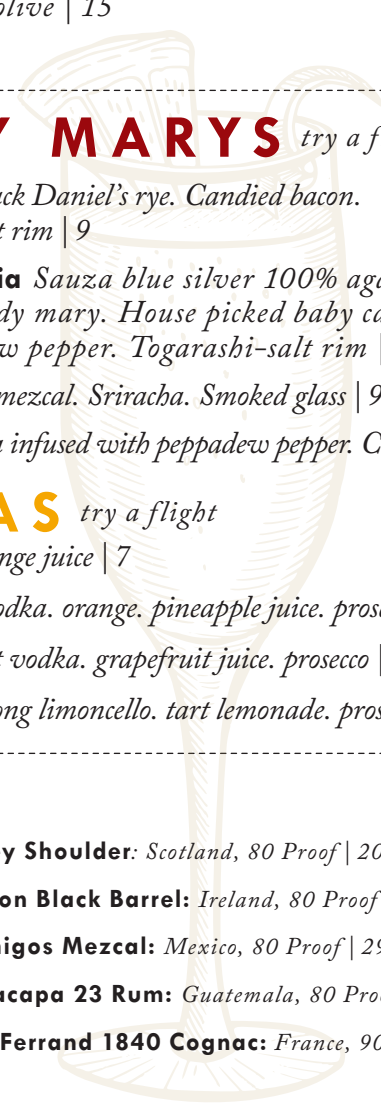 olive | 15
Y MARYS try a f
ck Daniel's rye. Candied bacon.
t rim | 9
ia Sauza blue silver 100% aga
dy mary. House picked baby ca
w pepper. Togarashi-salt rim |
mezcal. Sriracha. Smoked glass | 9
a infused with peppadew pepper. C
AS try a flight
nge juice | 7
odka. orange. pineapple juice. prose
t vodka. grapefruit juice. prosecco |
ong limoncello. tart lemonade. pros
y Shoulder: Scotland, 80 Proof | 20
on Black Barrel: Ireland, 80 Proof
nigos Mezcal: Mexico, 80 Proof | 29
acapa 23 Rum: Guatemala, 80 Proo
Ferrand 1840 Cognac: France, 90